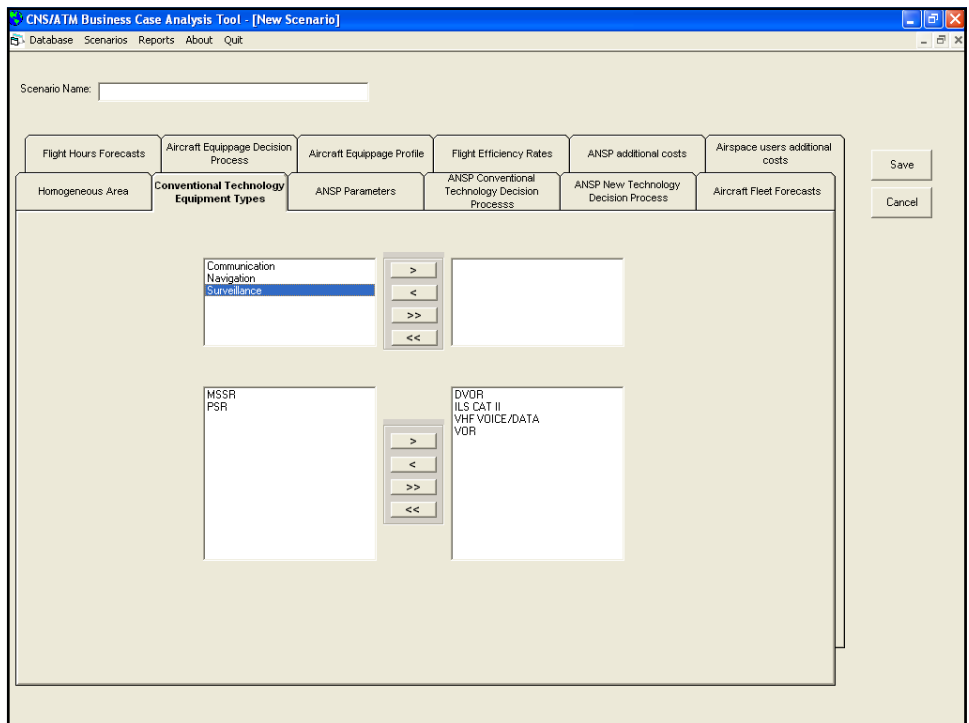 CNS/ATM Business Case Analysis Tool - [New Scenario]
Database Scenarios Reports About Quit
Scenario Name:
Flight Hours Forecasts
Aircraft Equippage Decision
Process
Aircraft Equippage Profile
Flight Efficiency Rates
ANSP additional costs
Airspace users additional
costs
Save
Homogeneous Area
Conventional Technology
Equipment Types
ANSP Parameters
ANSP Conventional
Technology Decision
Processs
ANSP New Technology
Decision Process
Aircraft Fleet Forecasts
Cancel
Communication
Navigation
Surveillance
>
<
>>
<<
MSSR
PSR
>
<
>>
<<
DVOR
ILS CAT II
VHF VOICE/DATA
VOR